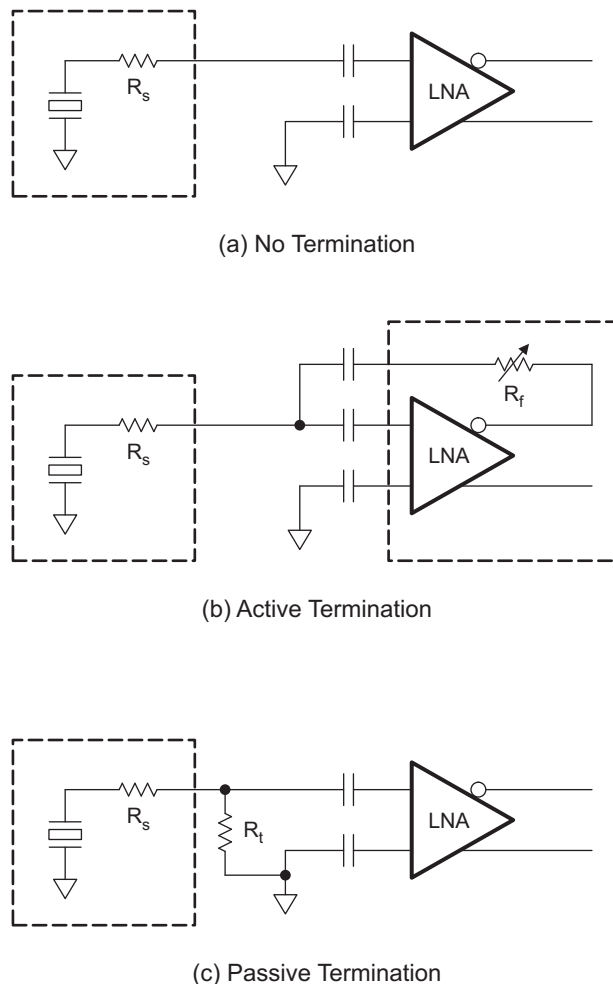 LNA
R_s
(a) No Termination
R_f
R_s
LNA
(b) Active Termination
R_s
R_t
LNA
(c) Passive Termination